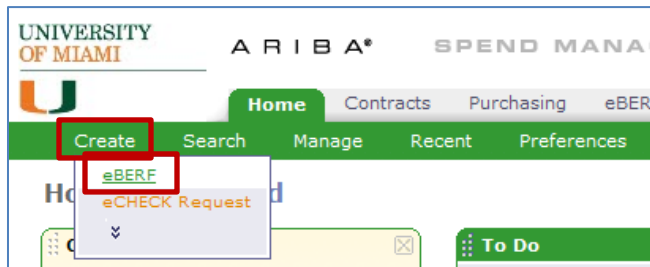 UNIVERSITY
OF MIAMI
ARIBA® SPEND MANA
Home Contracts Purchasing eBER
Create Search Manage Recent Preferences
eBERF
eCHECK Request
To Do